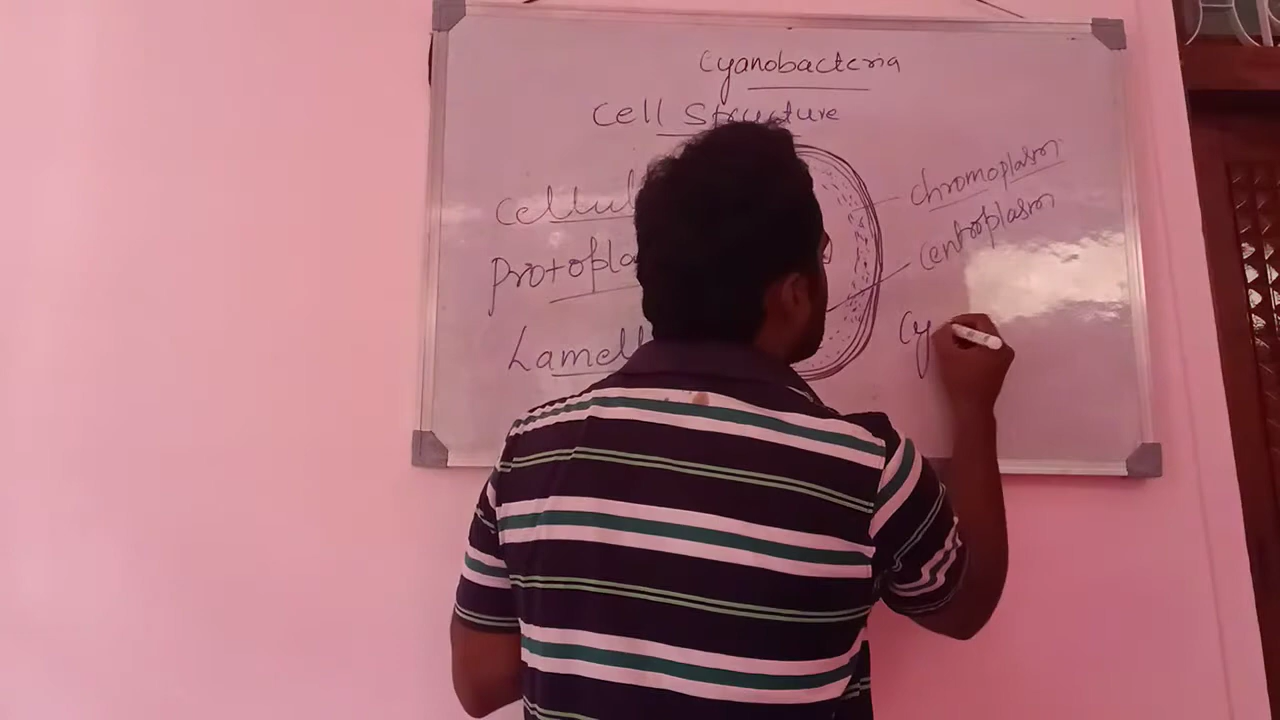 Cyanobacteria
Cell Structure
Cellul
Protopla
Lamell
chromoplasm
centroplasm
Cy